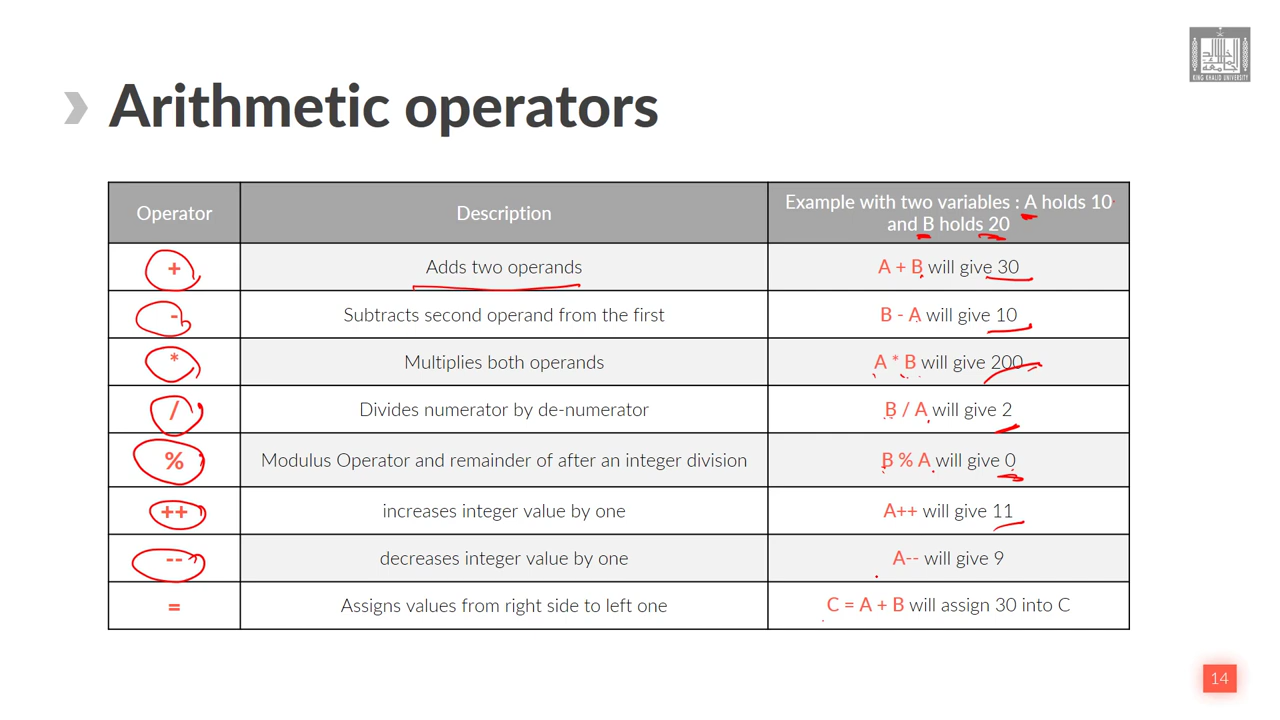 KING KHALID UNIVERSITY
Arithmetic operators
Operator
Description
Example with two variables : A holds 10
and B holds 20
+
Adds two operands
A + B will give 30
-
Subtracts second operand from the first
B - A will give 10
*
Multiplies both operands
A * B will give 200
/
Divides numerator by de-numerator
B / A will give 2
%
Modulus Operator and remainder of after an integer division
B % A will give 0
++
increases integer value by one
A++ will give 11
--
decreases integer value by one
A-- will give 9
=
Assigns values from right side to left one
C = A + B will assign 30 into C
14